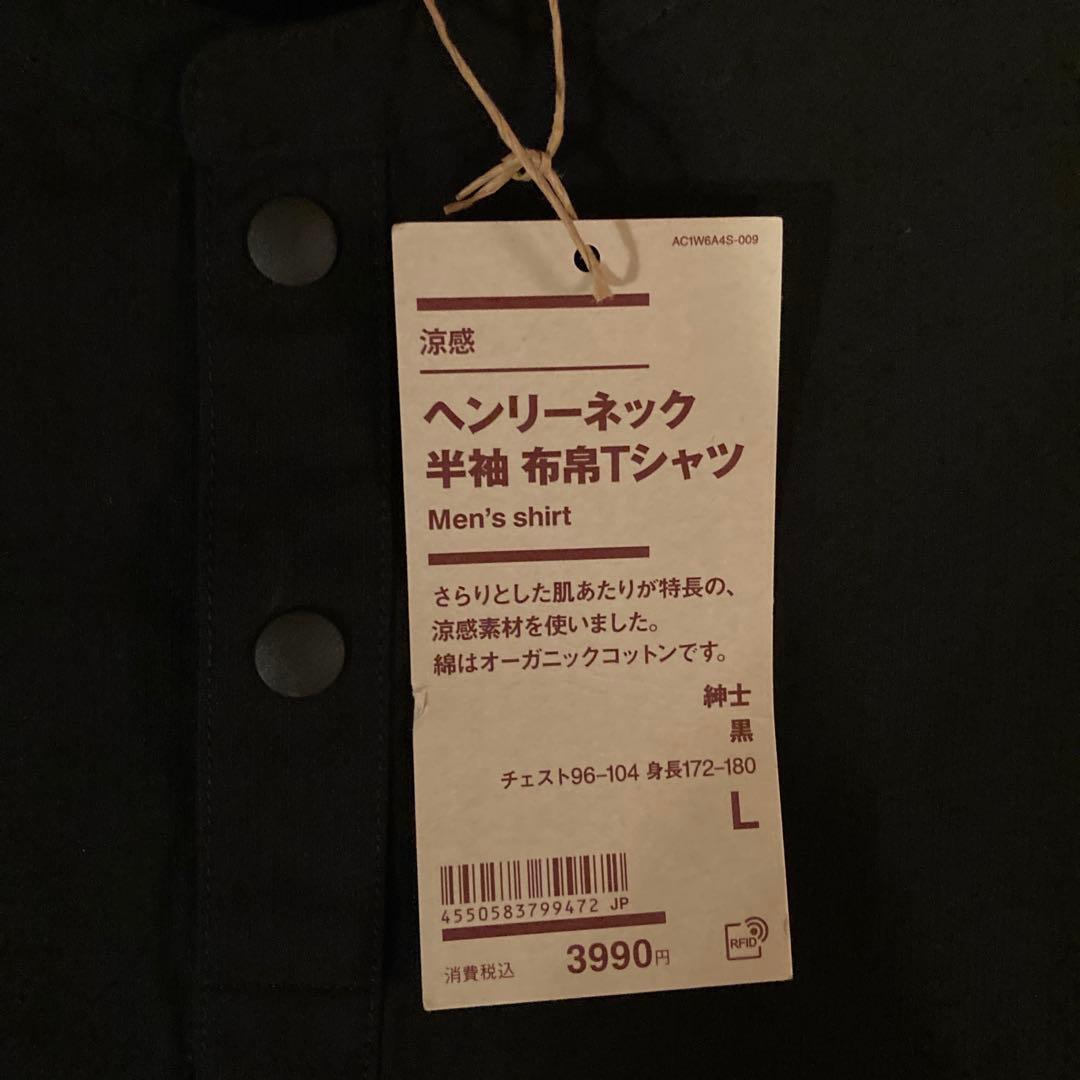 AC1W6A4S-009
涼感
ヘンリーネック
半袖 布帛Tシャツ
Men's shirt
さらりとした肌あたりが特長の、
涼感素材を使いました。
綿はオーガニックコットンです。
紳士
黒
チェスト96-104 身長172-180
L
4550583799472 JP
消費税込 3990円
RFID